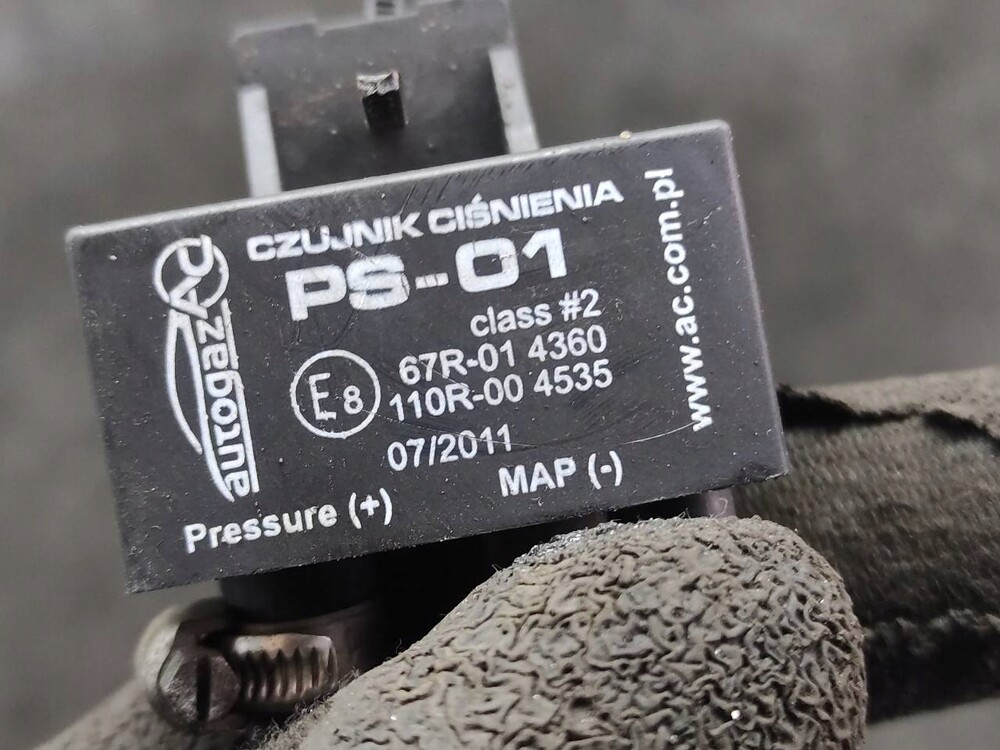 CZUJNIK CIŚNIENIA
PS-01
class #2
67R-01 4360
110R-00 4535
E8
07/2011
Pressure (+)
MAP (-)
AC
autogaz
www.ac.com.pl